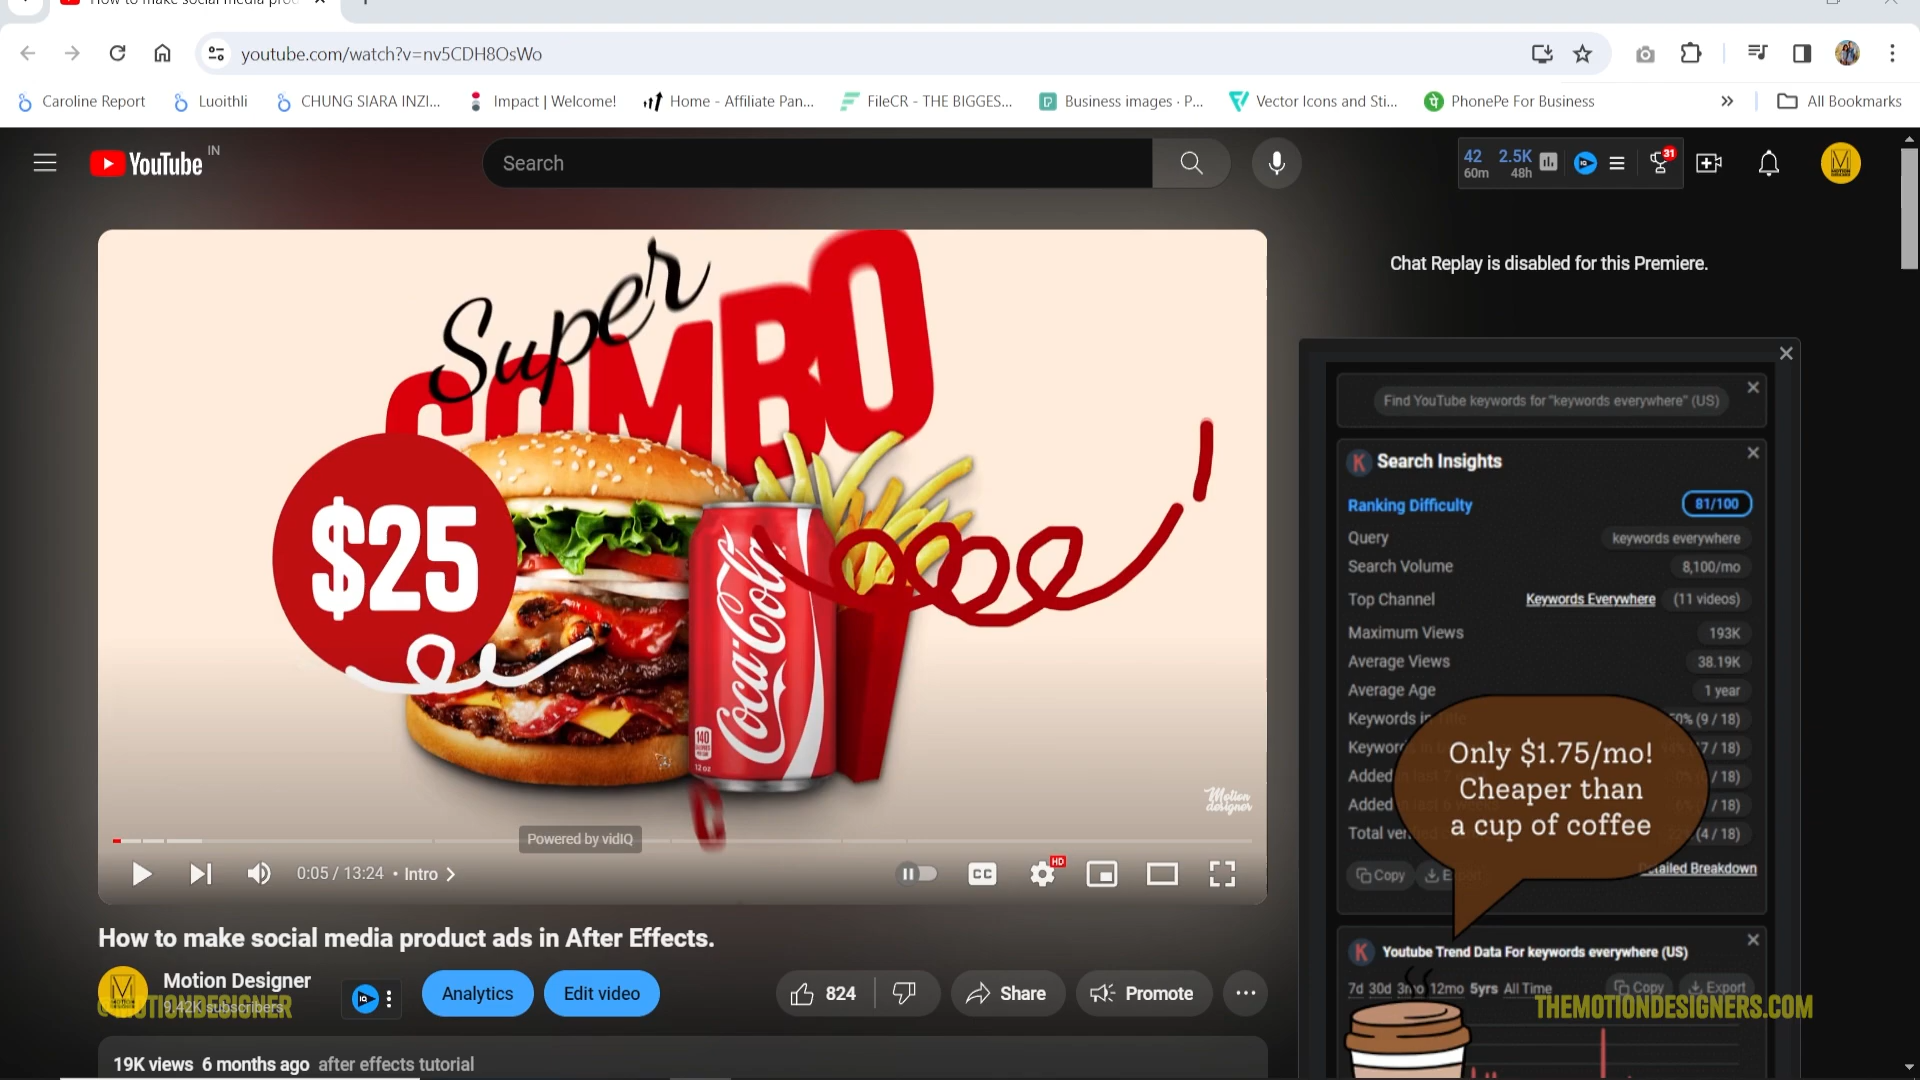 How to make social media
youtube.com/watch?v=nv5CDH8OsWo
Caroline Report
Luoithli
CHUNG SIARA INZI...
Impact | Welcome!
Home - Affiliate Pan...
FileCR - THE BIGGES...
Business images · P...
Vector Icons and Sti...
PhonePe For Business
All Bookmarks
YouTube IN
Search
42 2.5K
60m 48h
31
Chat Replay is disabled for this Premiere.
Super
COMBO
$25
Coca-Cola
140
12 oz
Motion
designer
Powered by vidIQ
0:05 / 13:24 • Intro
CC
HD
How to make social media product ads in After Effects.
Motion Designer
9.42K subscribers
@MOTIONDESIGNER
Analytics
Edit video
824
Share
Promote
19K views 6 months ago after effects tutorial
Find YouTube keywords for "keywords everywhere" (US)
Search Insights
Ranking Difficulty 81/100
Query keywords everywhere
Search Volume 8,100/mo
Top Channel Keywords Everywhere (11 videos)
Maximum Views 193K
Average Views 38.19K
Average Age 1 year
Keywords in (9 / 18)
/ 18)
Added / 18)
Added / 18)
Total (4 / 18)
Copy
Breakdown
Only $1.75/mo!
Cheaper than
a cup of coffee
Youtube Trend Data For keywords everywhere (US)
7d 30d 3mo 12mo 5yrs All Time
Copy Export
THEMOTIONDESIGNERS.COM